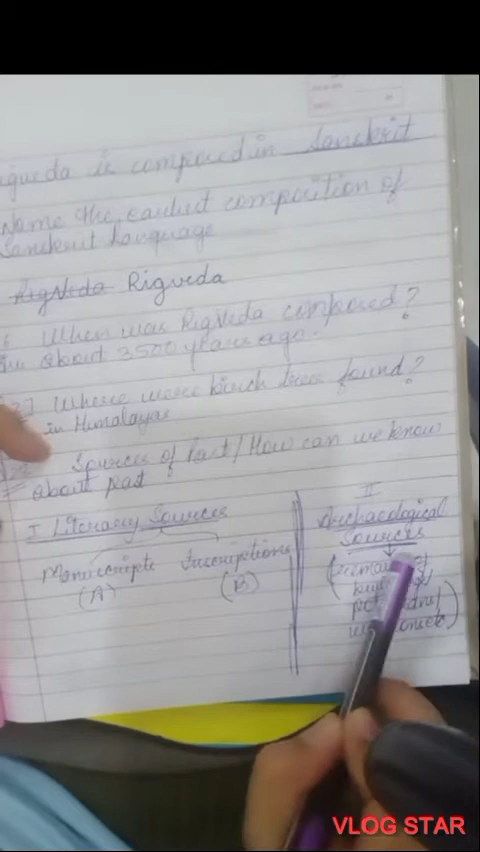 Rigveda is composed in Sanskrit
Name the earliest composition of
Sanskrit Language
RigVeda Rigveda
When was RigVeda composed?
about 3500 years ago.
Where were birch tree found?
in Himalayas
Sources of Past/How can we know
about past
I Literary Sources
Manuscripts Inscriptions
(A) (B)
II
Archaeological
Sources
VLOG STAR